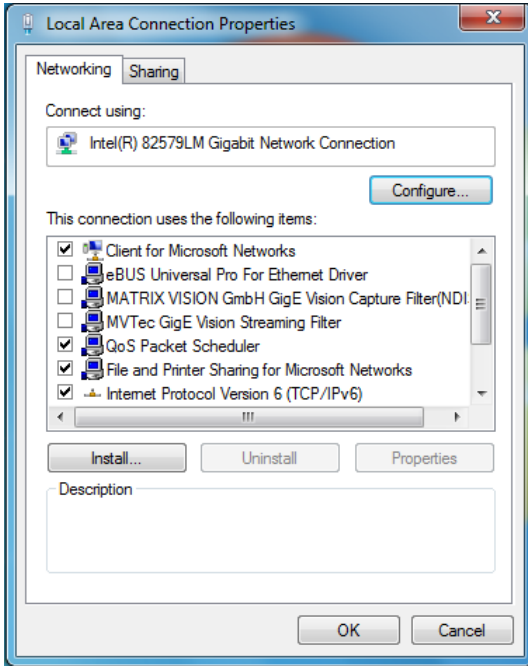 Local Area Connection Properties
Networking Sharing
Connect using:
Intel(R) 82579LM Gigabit Network Connection
Configure...
This connection uses the following items:
Client for Microsoft Networks
eBUS Universal Pro For Ethernet Driver
MATRIX VISION GmbH GigE Vision Capture Filter(NDI
MVTec GigE Vision Streaming Filter
QoS Packet Scheduler
File and Printer Sharing for Microsoft Networks
Internet Protocol Version 6 (TCP/IPv6)
Install... Uninstall Properties
Description
OK Cancel